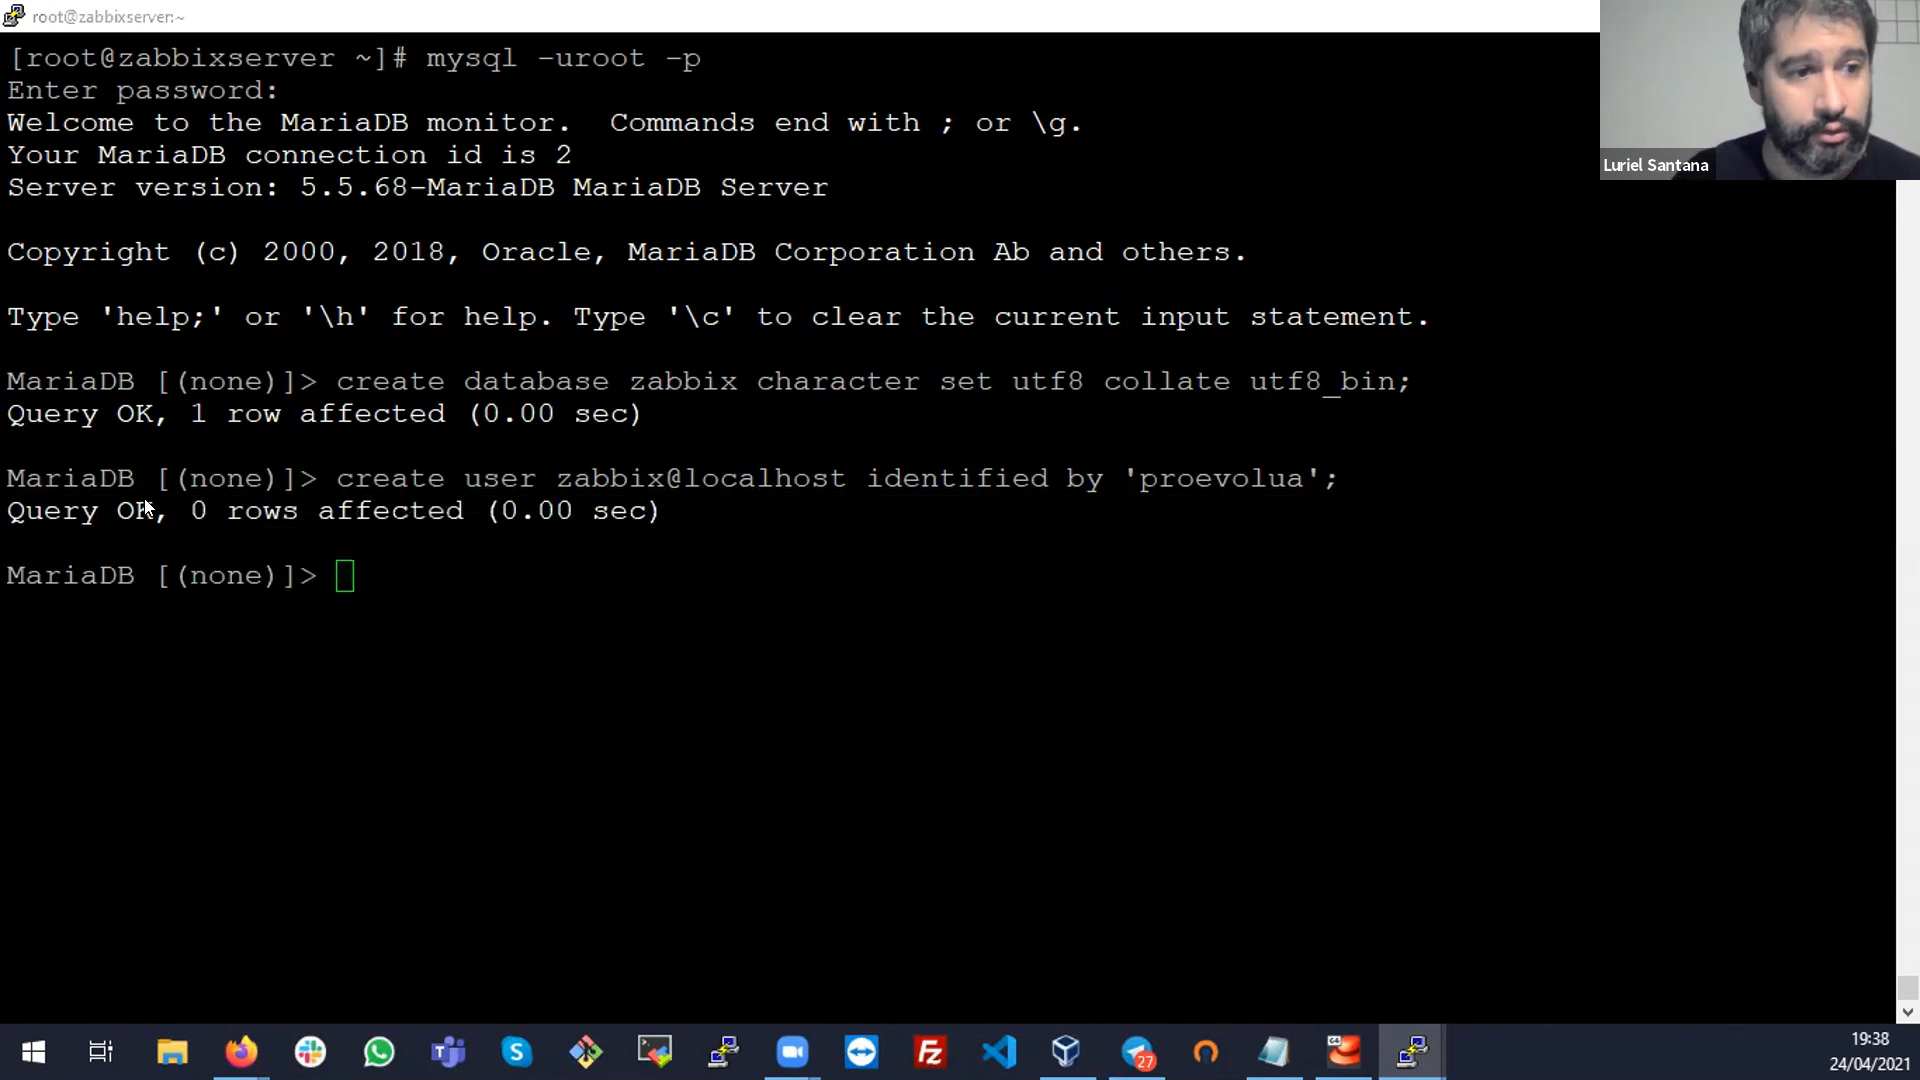 root@zabbixserver:~
[root@zabbixserver ~]# mysql -uroot -p
Enter password:
Welcome to the MariaDB monitor.  Commands end with ; or \g.
Your MariaDB connection id is 2
Server version: 5.5.68-MariaDB MariaDB Server
Copyright (c) 2000, 2018, Oracle, MariaDB Corporation Ab and others.
Type 'help;' or '\h' for help. Type '\c' to clear the current input statement.
MariaDB [(none)]> create database zabbix character set utf8 collate utf8_bin;
Query OK, 1 row affected (0.00 sec)
MariaDB [(none)]> create user zabbix@localhost identified by 'proevolua';
Query OK, 0 rows affected (0.00 sec)
MariaDB [(none)]>
Luriel Santana
S
FZ
27
64
19:38
24/04/2021